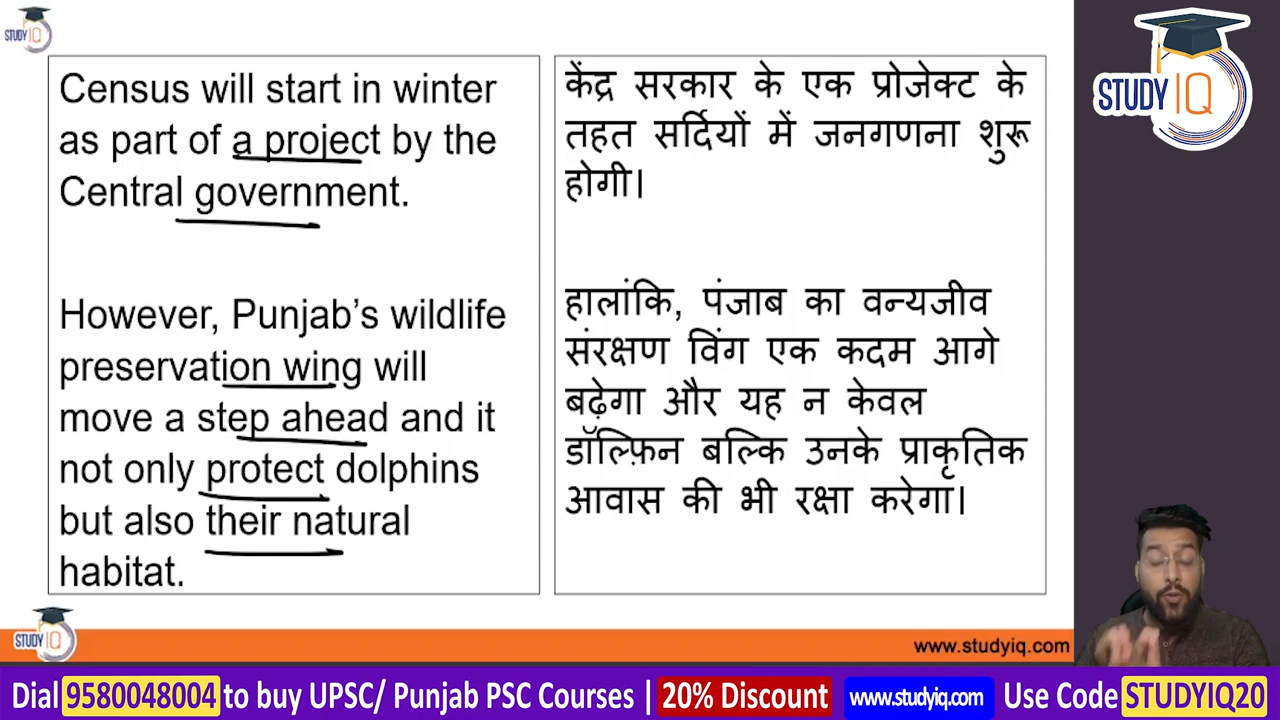 STUDY IQ
Census will start in winter
as part of a project by the
Central government.
However, Punjab’s wildlife
preservation wing will
move a step ahead and it
not only protect dolphins
but also their natural
habitat.
केंद्र सरकार के एक प्रोजेक्ट के
तहत सर्दियों में जनगणना शुरू
होगी।
हालांकि, पंजाब का वन्यजीव
संरक्षण विंग एक कदम आगे
बढ़ेगा और यह न केवल
डॉल्फ़िन बल्कि उनके प्राकृतिक
आवास की भी रक्षा करेगा।
STUDY IQ
STUDY IQ
www.studyiq.com
Dial 9580048004 to buy UPSC/ Punjab PSC Courses | 20% Discount www.studyiq.com Use Code STUDYIQ20